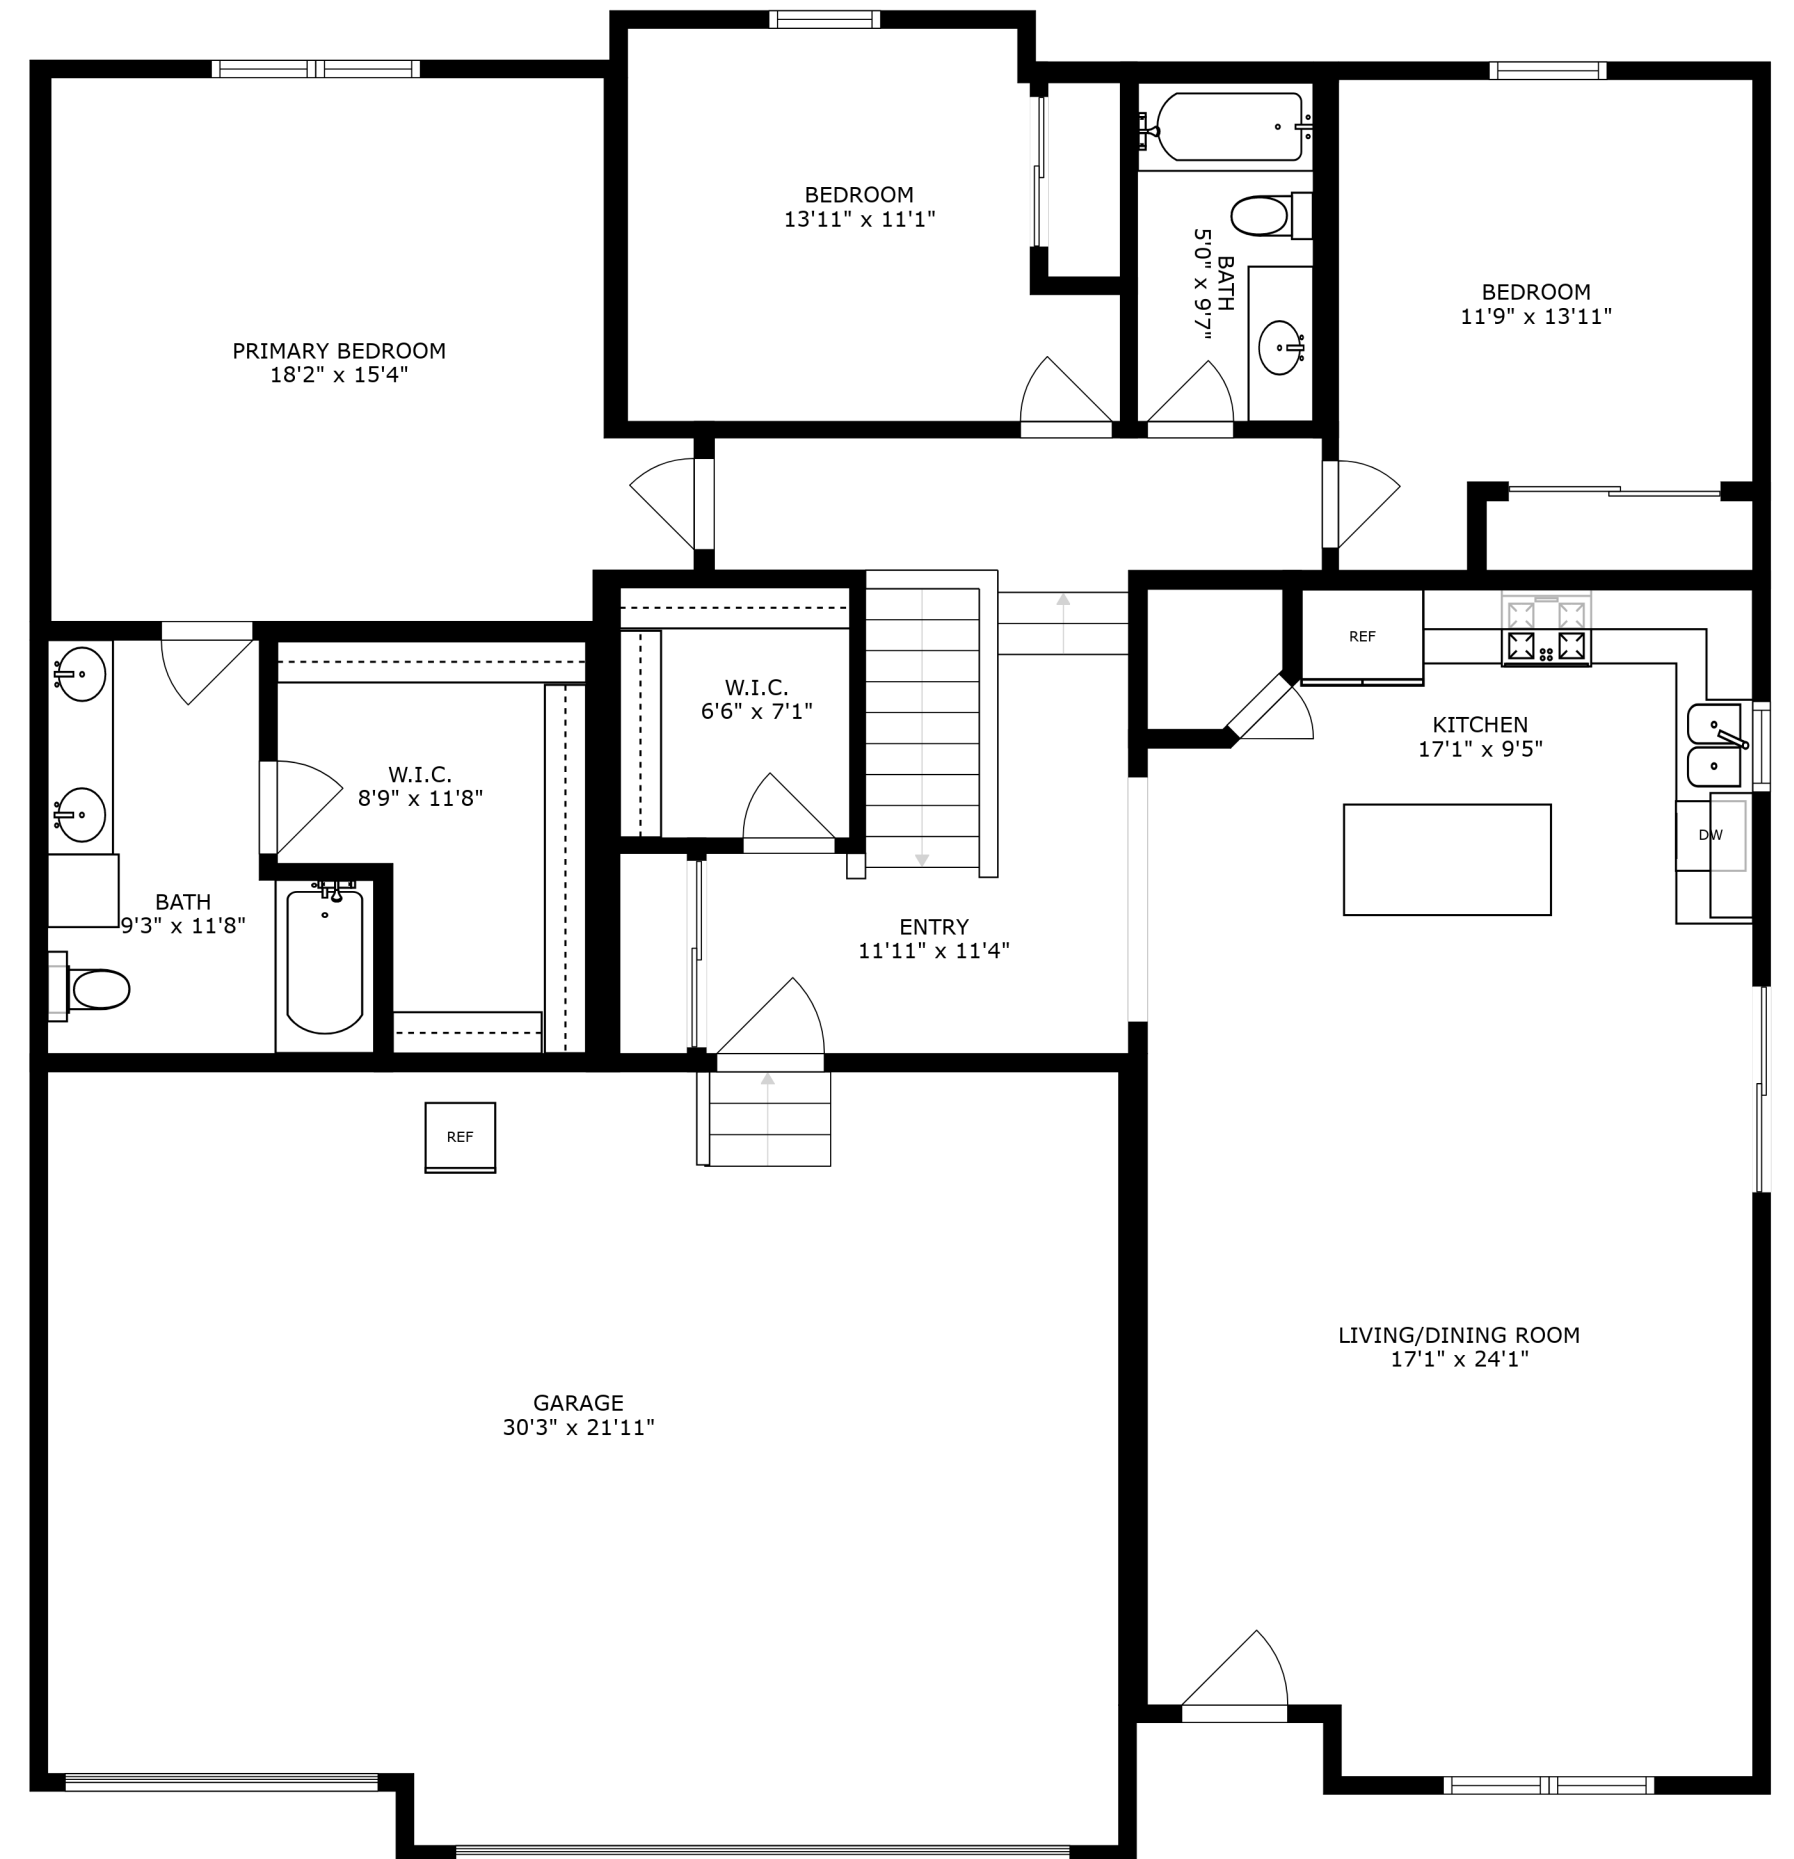 BEDROOM
13'11" x 11'1"
BATH
5'0" x 9'7"
BEDROOM
11'9" x 13'11"
PRIMARY BEDROOM
18'2" x 15'4"
REF
W.I.C.
6'6" x 7'1"
KITCHEN
17'1" x 9'5"
W.I.C.
8'9" x 11'8"
DW
BATH
9'3" x 11'8"
ENTRY
11'11" x 11'4"
REF
LIVING/DINING ROOM
17'1" x 24'1"
GARAGE
30'3" x 21'11"